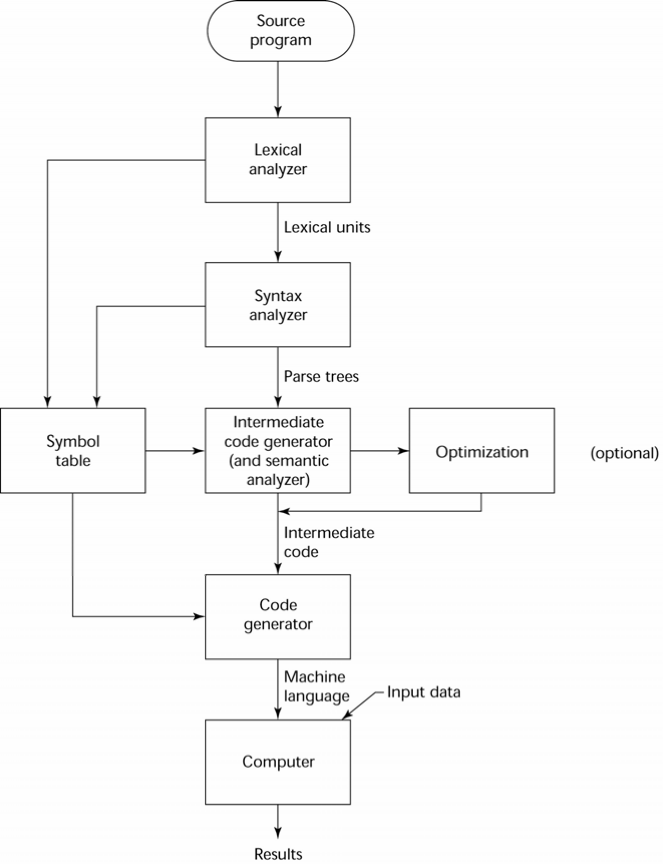 Source
program
Lexical
analyzer
Lexical units
Syntax
analyzer
Parse trees
Symbol
table
Intermediate
code generator
(and semantic
analyzer)
Optimization
(optional)
Intermediate
code
Code
generator
Machine
language
Input data
Computer
Results